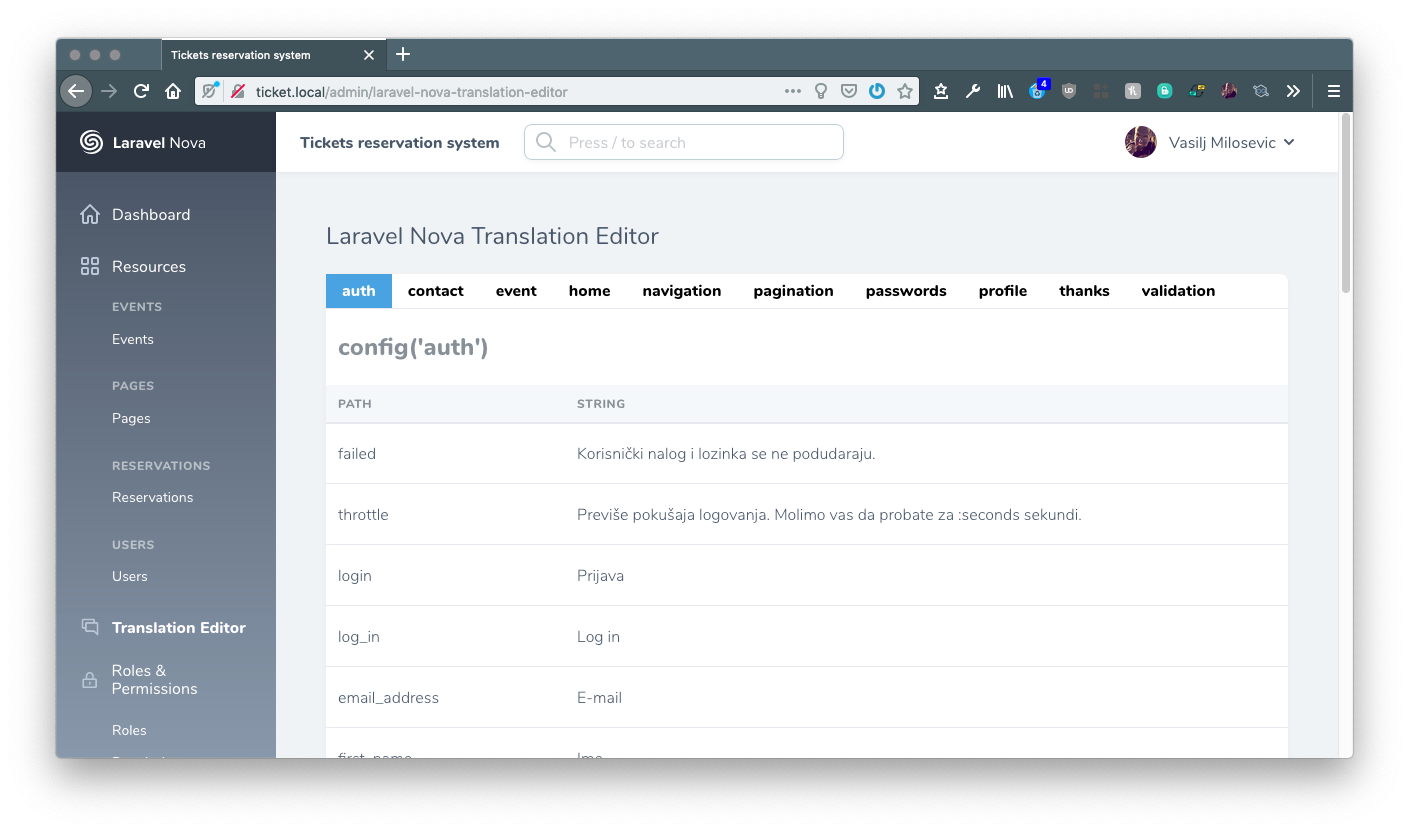 Tickets reservation system
ticket.local/admin/laravel-nova-translation-editor
4
Laravel Nova
Tickets reservation system
Press / to search
Vasilj Milosevic
Dashboard
Resources
EVENTS
Events
PAGES
Pages
RESERVATIONS
Reservations
USERS
Users
Translation Editor
Roles &
Permissions
Roles
Laravel Nova Translation Editor
auth contact event home navigation pagination passwords profile thanks validation
config('auth')
PATH STRING
failed Korisnički nalog i lozinka se ne podudaraju.
throttle Previše pokušaja logovanja. Molimo vas da probate za :seconds sekundi.
login Prijava
log_in Log in
email_address E-mail
first_name Ime